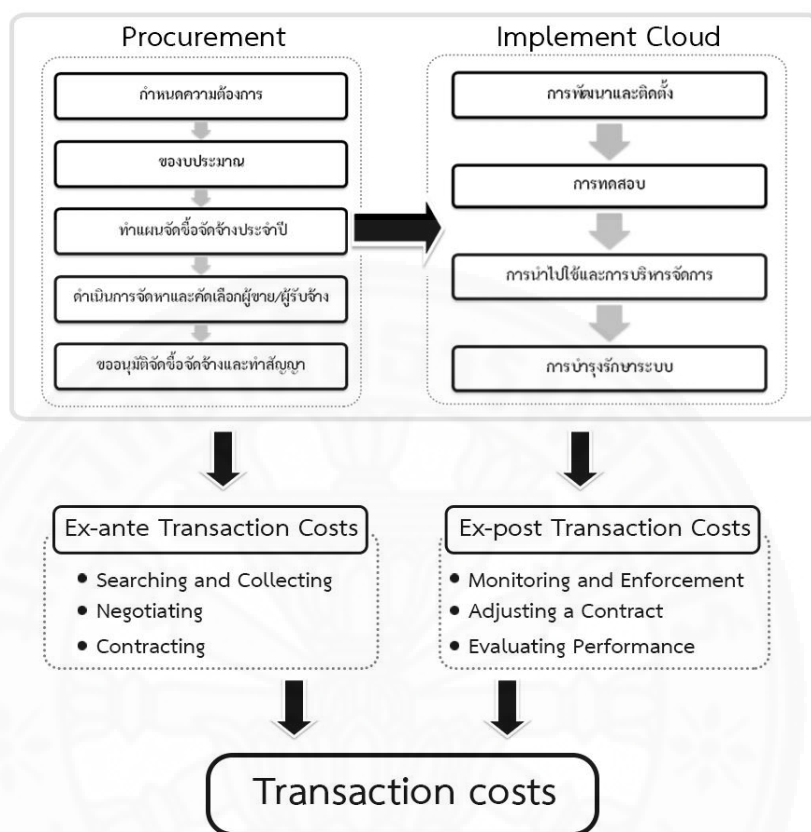 Procurement
กำหนดความต้องการ
ของบประมาณ
ทำแผนจัดซื้อจัดจ้างประจำปี
ดำเนินการจัดหาและคัดเลือกผู้ขาย/ผู้รับจ้าง
ขออนุมัติจัดซื้อจัดจ้างและทำสัญญา
Implement Cloud
การพัฒนาและติดตั้ง
การทดสอบ
การนำไปใช้และการบริหารจัดการ
การบำรุงรักษาระบบ
Ex-ante Transaction Costs
• Searching and Collecting
• Negotiating
• Contracting
Ex-post Transaction Costs
• Monitoring and Enforcement
• Adjusting a Contract
• Evaluating Performance
Transaction costs